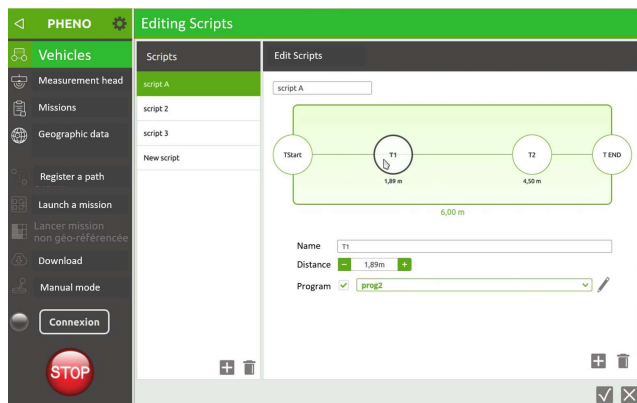 PHENO
Editing Scripts
Vehicles
Measurement head
Missions
Geographic data
Register a path
Launch a mission
Lancer mission
non géo-référencée
Download
Manual mode
Connexion
STOP
Scripts
script A
script 2
script 3
New script
Edit Scripts
script A
TStart
T1
T2
T END
1,89 m
4,50 m
6,00 m
Name T1
Distance − 1,89m +
Program prog2